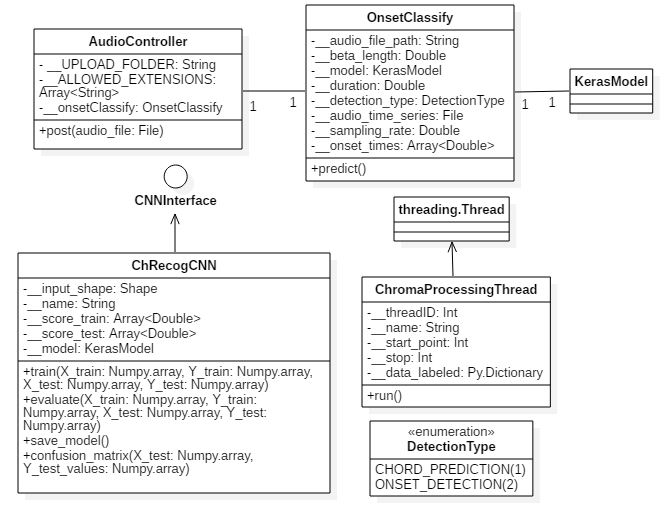 AudioController
- __UPLOAD_FOLDER: String
- __ALLOWED_EXTENSIONS:
Array<String>
-__onsetClassify: OnsetClassify
+post(audio_file: File)
1
1
OnsetClassify
-__audio_file_path: String
-__beta_length: Double
-__model: KerasModel
-__duration: Double
-__detection_type: DetectionType
-__audio_time_series: File
-__sampling_rate: Double
-__onset_times: Array<Double>
+predict()
1
1
KerasModel
CNNInterface
threading.Thread
ChRecogCNN
-__input_shape: Shape
-__name: String
-__score_train: Array<Double>
-__score_test: Array<Double>
-__model: KerasModel
+train(X_train: Numpy.array, Y_train: Numpy.array,
X_test: Numpy.array, Y_test: Numpy.array)
+evaluate(X_train: Numpy.array, Y_train:
Numpy.array, X_test: Numpy.array, Y_test:
Numpy.array)
+save_model()
+confusion_matrix(X_test: Numpy.array,
Y_test_values: Numpy.array)
ChromaProcessingThread
-__threadID: Int
-__name: String
-__start_point: Int
-__stop: Int
-__data_labeled: Py.Dictionary
+run()
«enumeration»
DetectionType
CHORD_PREDICTION(1)
ONSET_DETECTION(2)